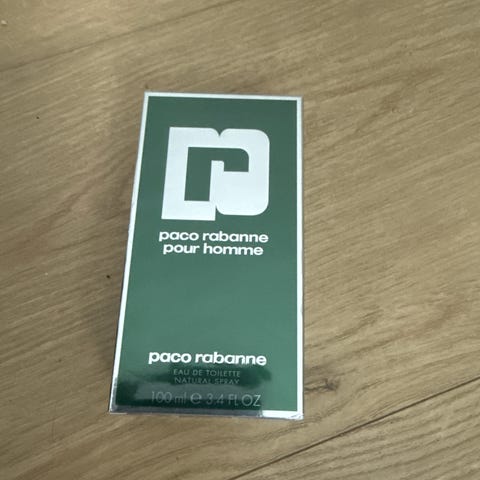 paco rabanne
pour homme
paco rabanne
EAU DE TOILETTE
NATURAL SPRAY
100 ml ℮ 3.4 FL OZ